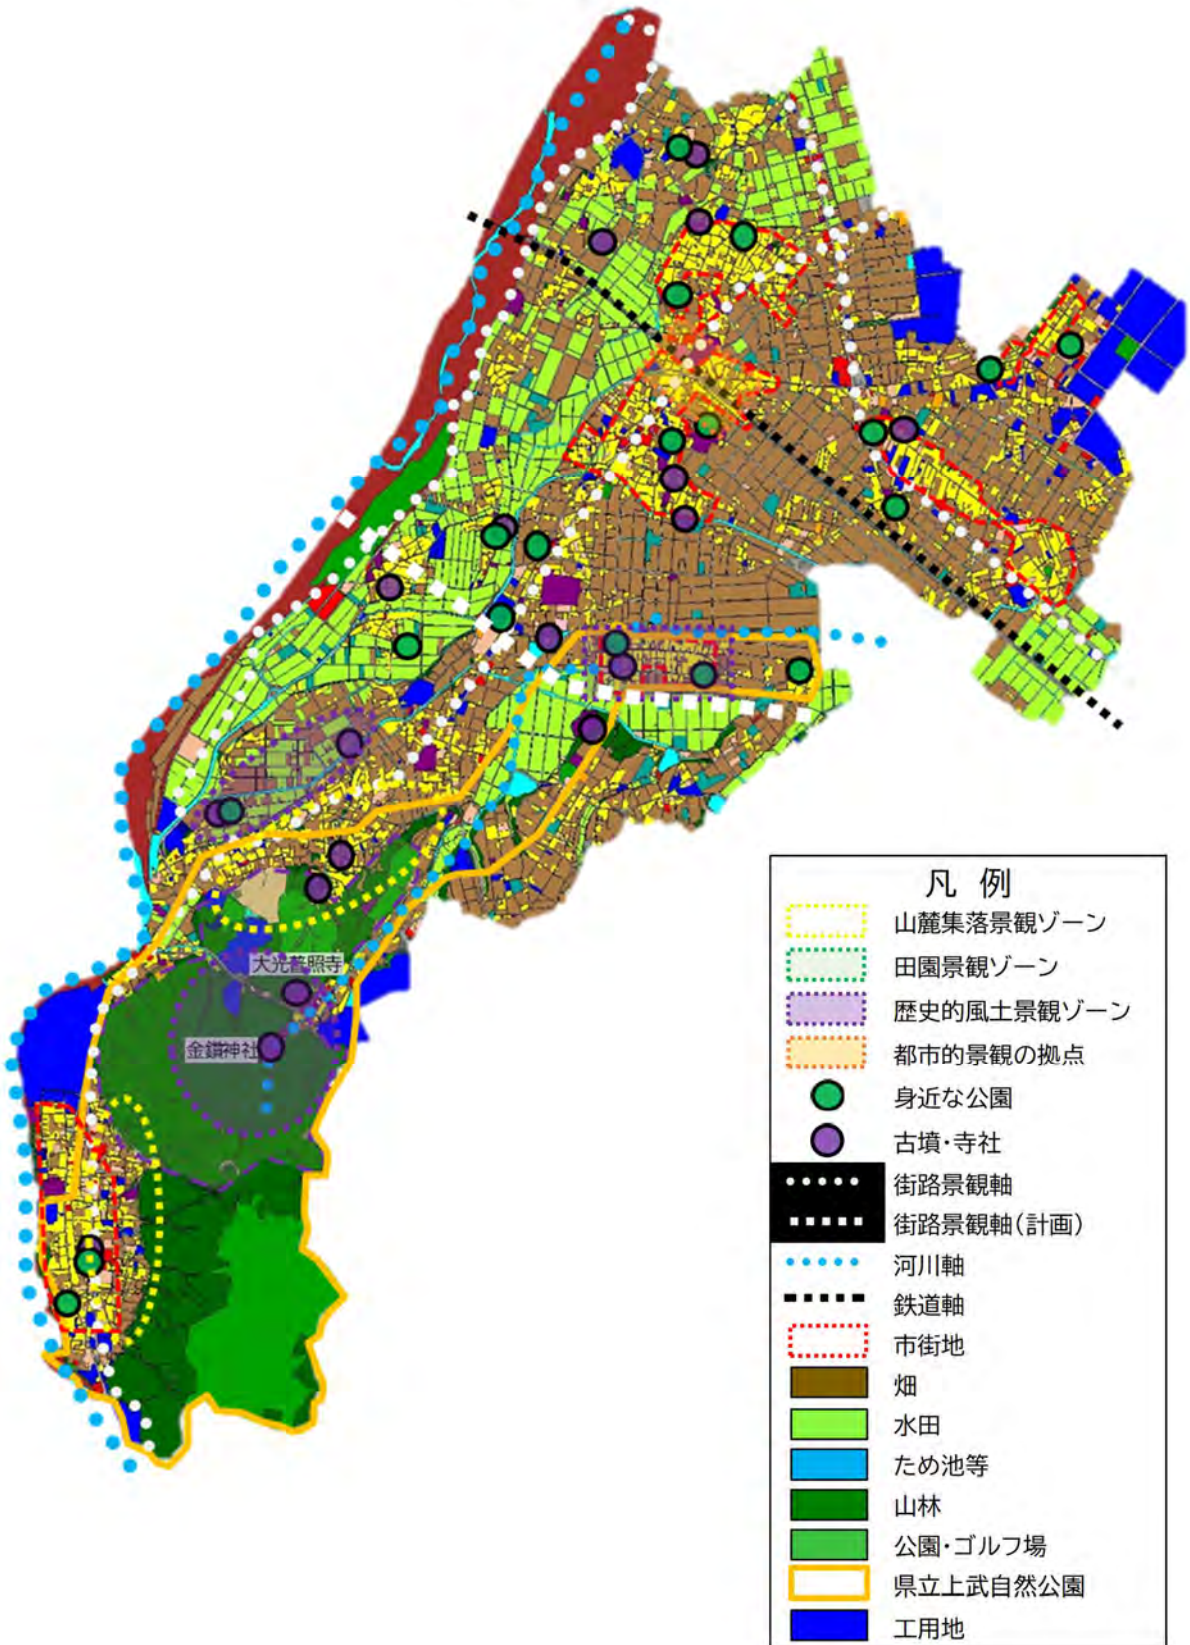 大光普照寺
金鑚神社
凡 例
山麓集落景観ゾーン
田園景観ゾーン
歴史的風土景観ゾーン
都市的景観の拠点
身近な公園
古墳・寺社
街路景観軸
街路景観軸(計画)
河川軸
鉄道軸
市街地
畑
水田
ため池等
山林
公園・ゴルフ場
県立上武自然公園
工用地